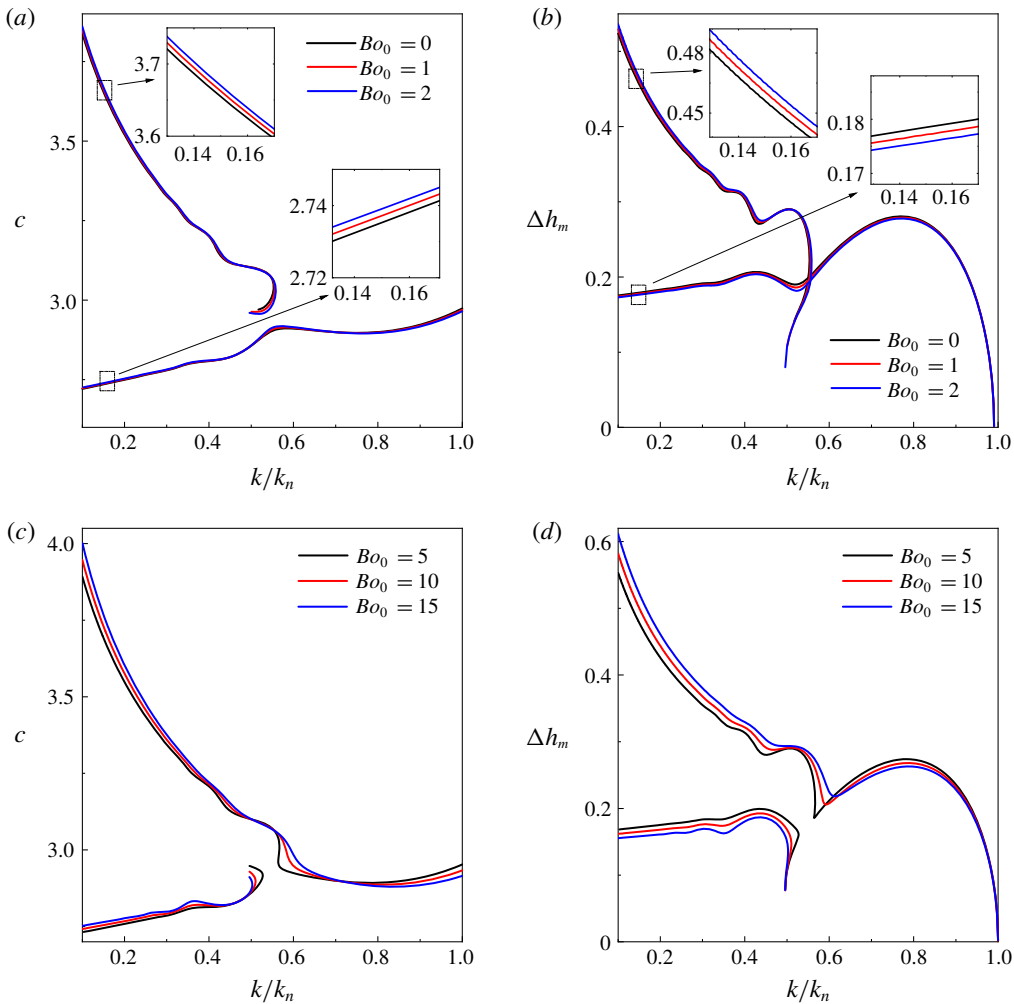 (a)
Bo0 = 0
Bo0 = 1
Bo0 = 2
3.7
3.6
0.14 0.16
2.74
2.72
0.14 0.16
3.5
3.0
c
0.2 0.4 0.6 0.8 1.0
k/kn
(b)
0.48
0.45
0.14 0.16
0.18
0.17
0.14 0.16
Bo0 = 0
Bo0 = 1
Bo0 = 2
0.4
0.2
0
Δhm
0.2 0.4 0.6 0.8 1.0
k/kn
(c)
Bo0 = 5
Bo0 = 10
Bo0 = 15
4.0
3.5
3.0
c
0.2 0.4 0.6 0.8 1.0
k/kn
(d)
Bo0 = 5
Bo0 = 10
Bo0 = 15
0.6
0.4
0.2
0
Δhm
0.2 0.4 0.6 0.8 1.0
k/kn